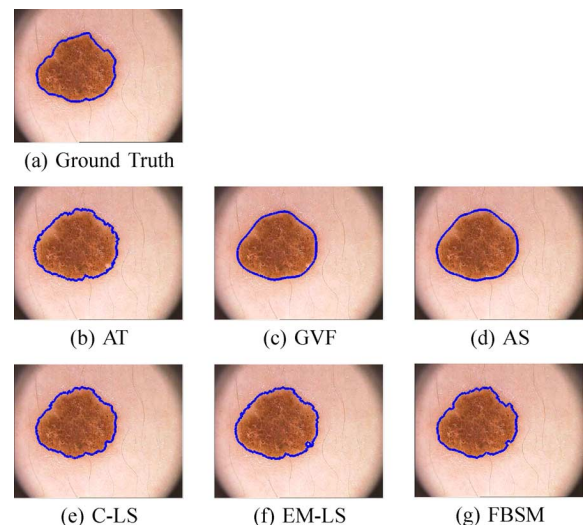 (a) Ground Truth
(b) AT
(c) GVF
(d) AS
(e) C-LS
(f) EM-LS
(g) FBSM